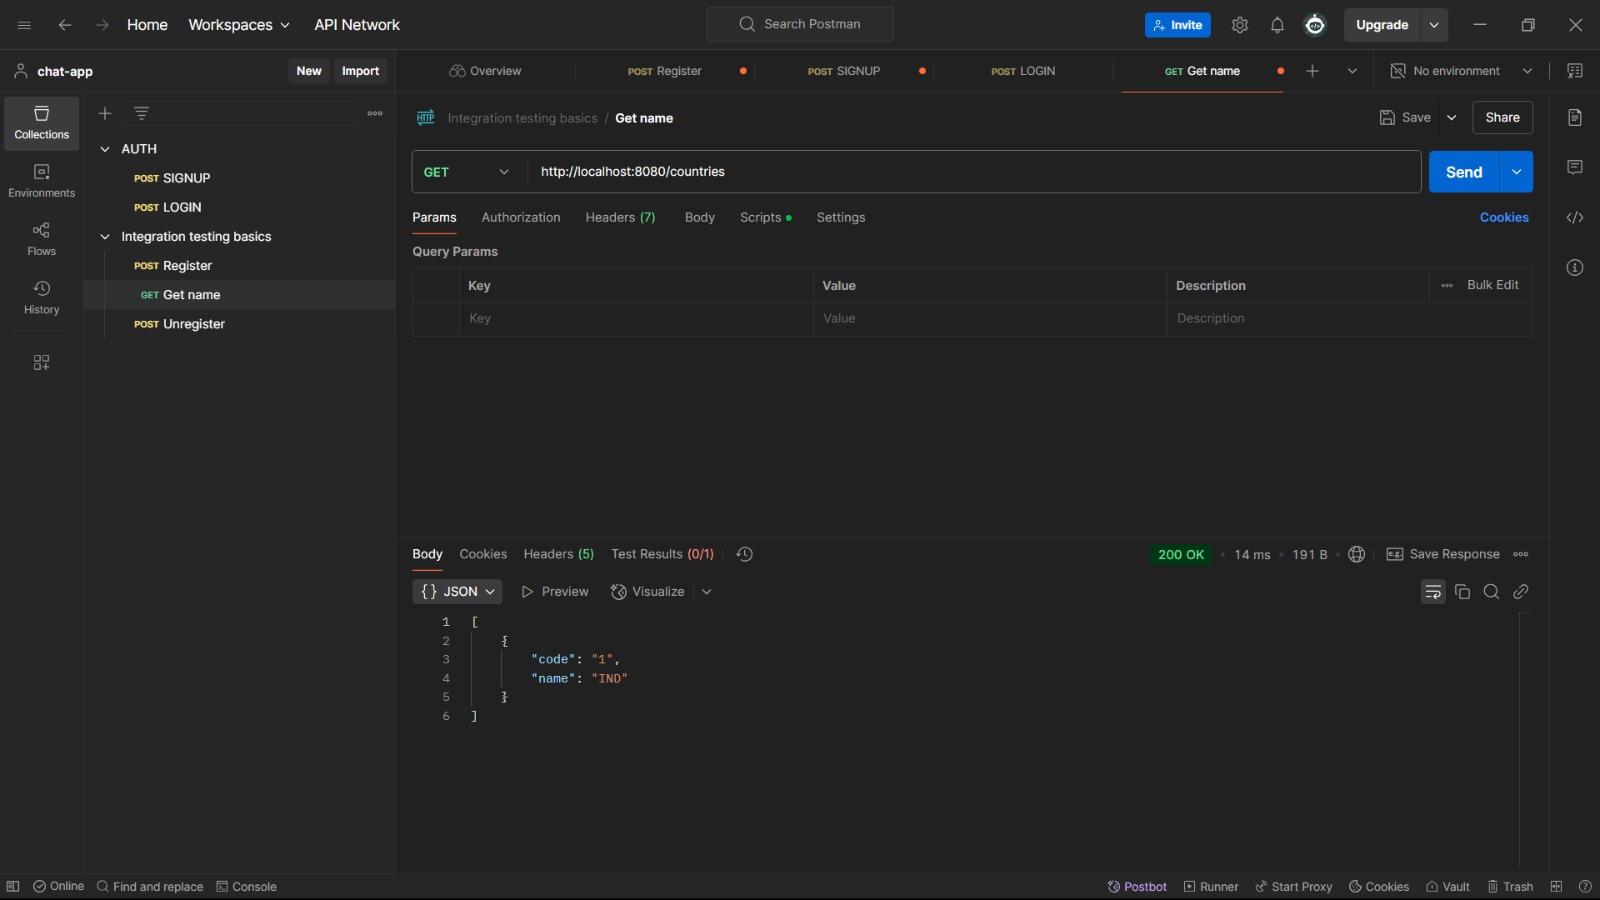 Home Workspaces API Network Search Postman Invite Upgrade
chat-app New Import Overview POST Register POST SIGNUP POST LOGIN GET Get name No environment
Collections
Environments
Flows
History
AUTH
POST SIGNUP
POST LOGIN
Integration testing basics
POST Register
GET Get name
POST Unregister
HTTP Integration testing basics / Get name Save Share
GET http://localhost:8080/countries Send
Params Authorization Headers (7) Body Scripts Settings Cookies
Query Params
Key Value Description Bulk Edit
Key Value Description
Body Cookies Headers (5) Test Results (0/1) 200 OK 14 ms 191 B e.g. Save Response
{} JSON Preview Visualize
1 [
2 {
3 "code": "1",
4 "name": "IND"
5 }
6 ]
Online Find and replace Console Postbot Runner Start Proxy Cookies Vault Trash